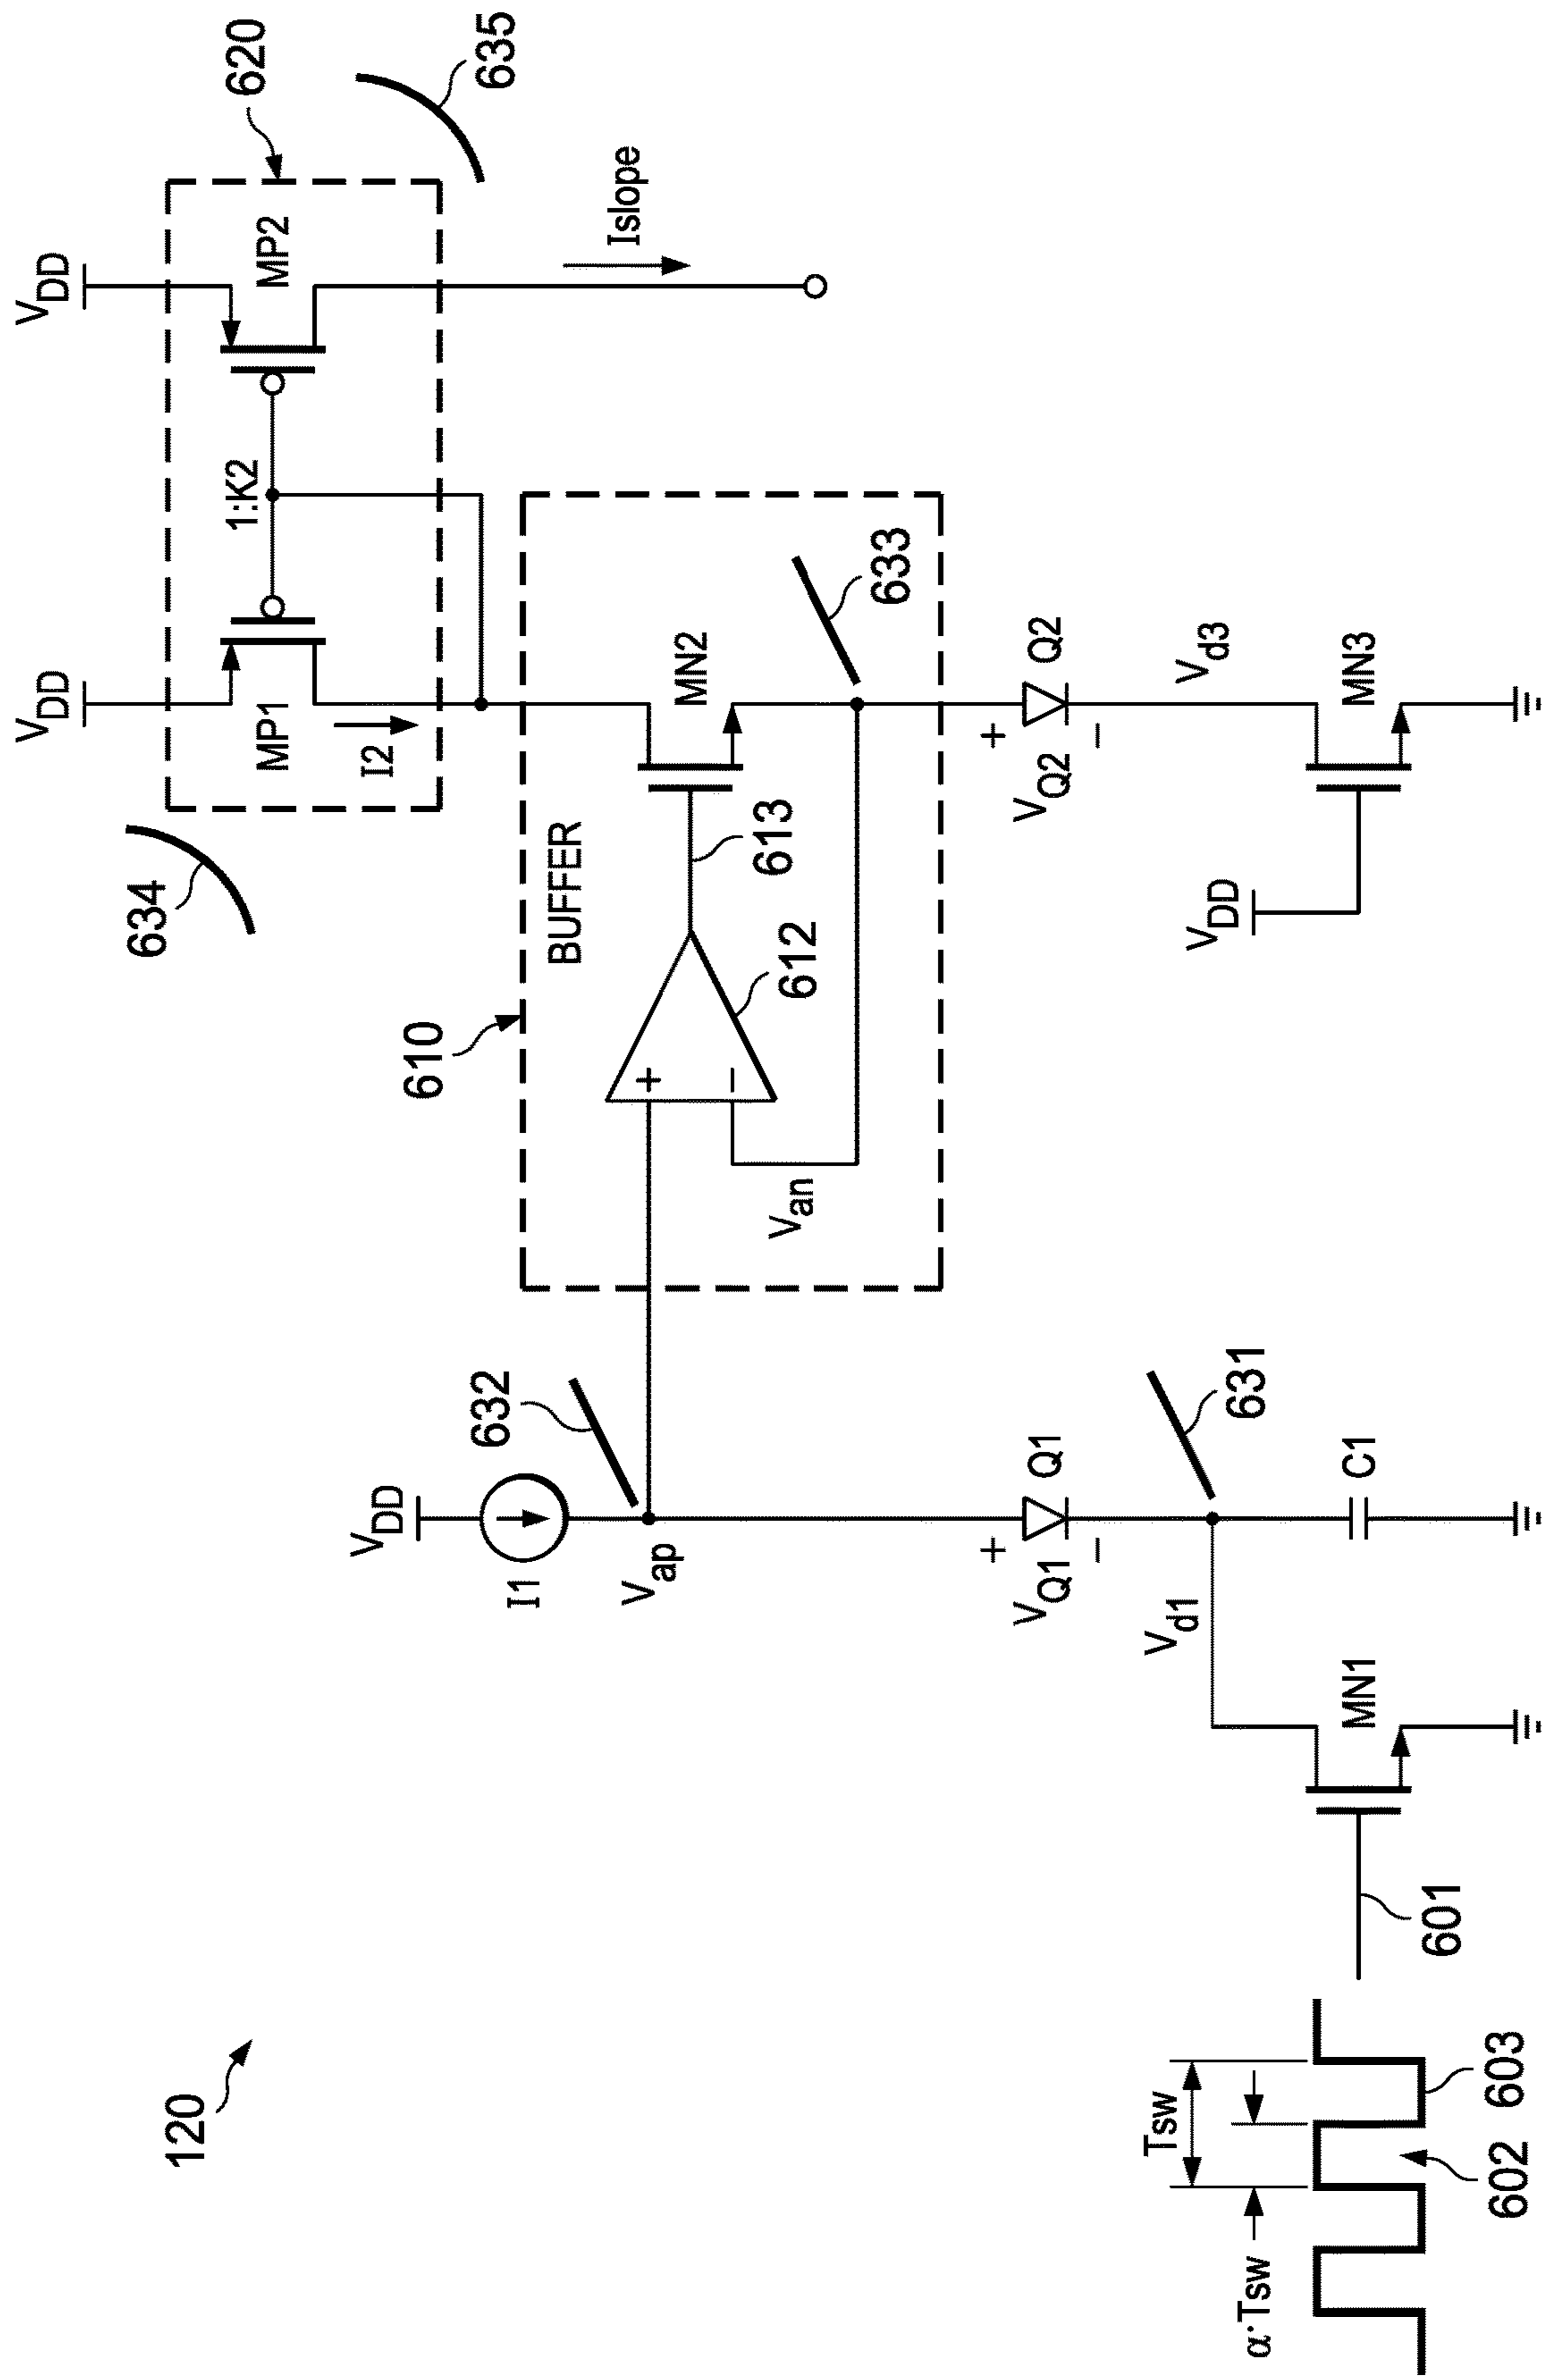 120
634
620
635
VDD
VDD
MP1
MP2
1:K2
I2
Islope
610
BUFFER
MN2
613
612
+
−
Van
633
632
VDD
I1
Vap
+
VQ1
−
Q1
631
Vd1
C1
MN1
601
+
VQ2
−
Q2
Vd3
MN3
VDD
Tsw
α·Tsw
602
603